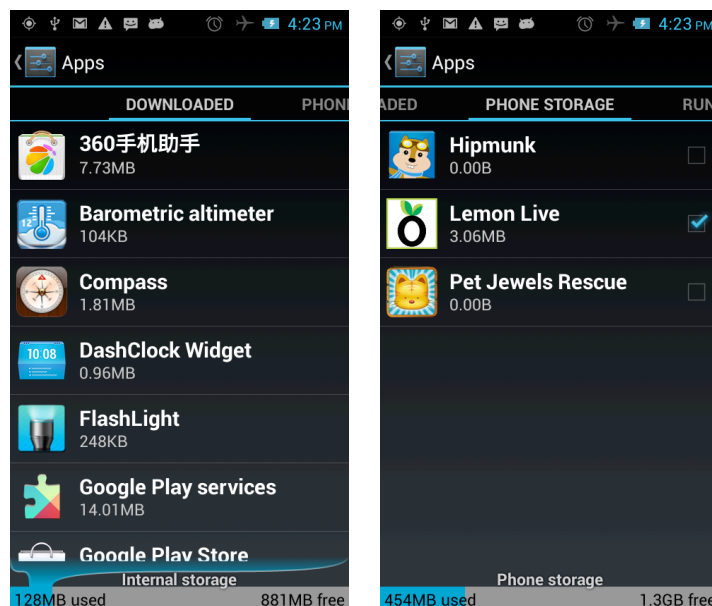 4:23 PM
Apps
DOWNLOADED PHON
360手机助手
7.73MB
Barometric altimeter
104KB
Compass
1.81MB
10 08
DashClock Widget
0.96MB
FlashLight
248KB
Google Play services
14.01MB
Google Play Store
Internal storage
128MB used 881MB free
4:23 PM
Apps
ADED PHONE STORAGE RUN
Hipmunk
0.00B
Lemon Live
3.06MB
Pet Jewels Rescue
0.00B
Phone storage
454MB used 1.3GB free